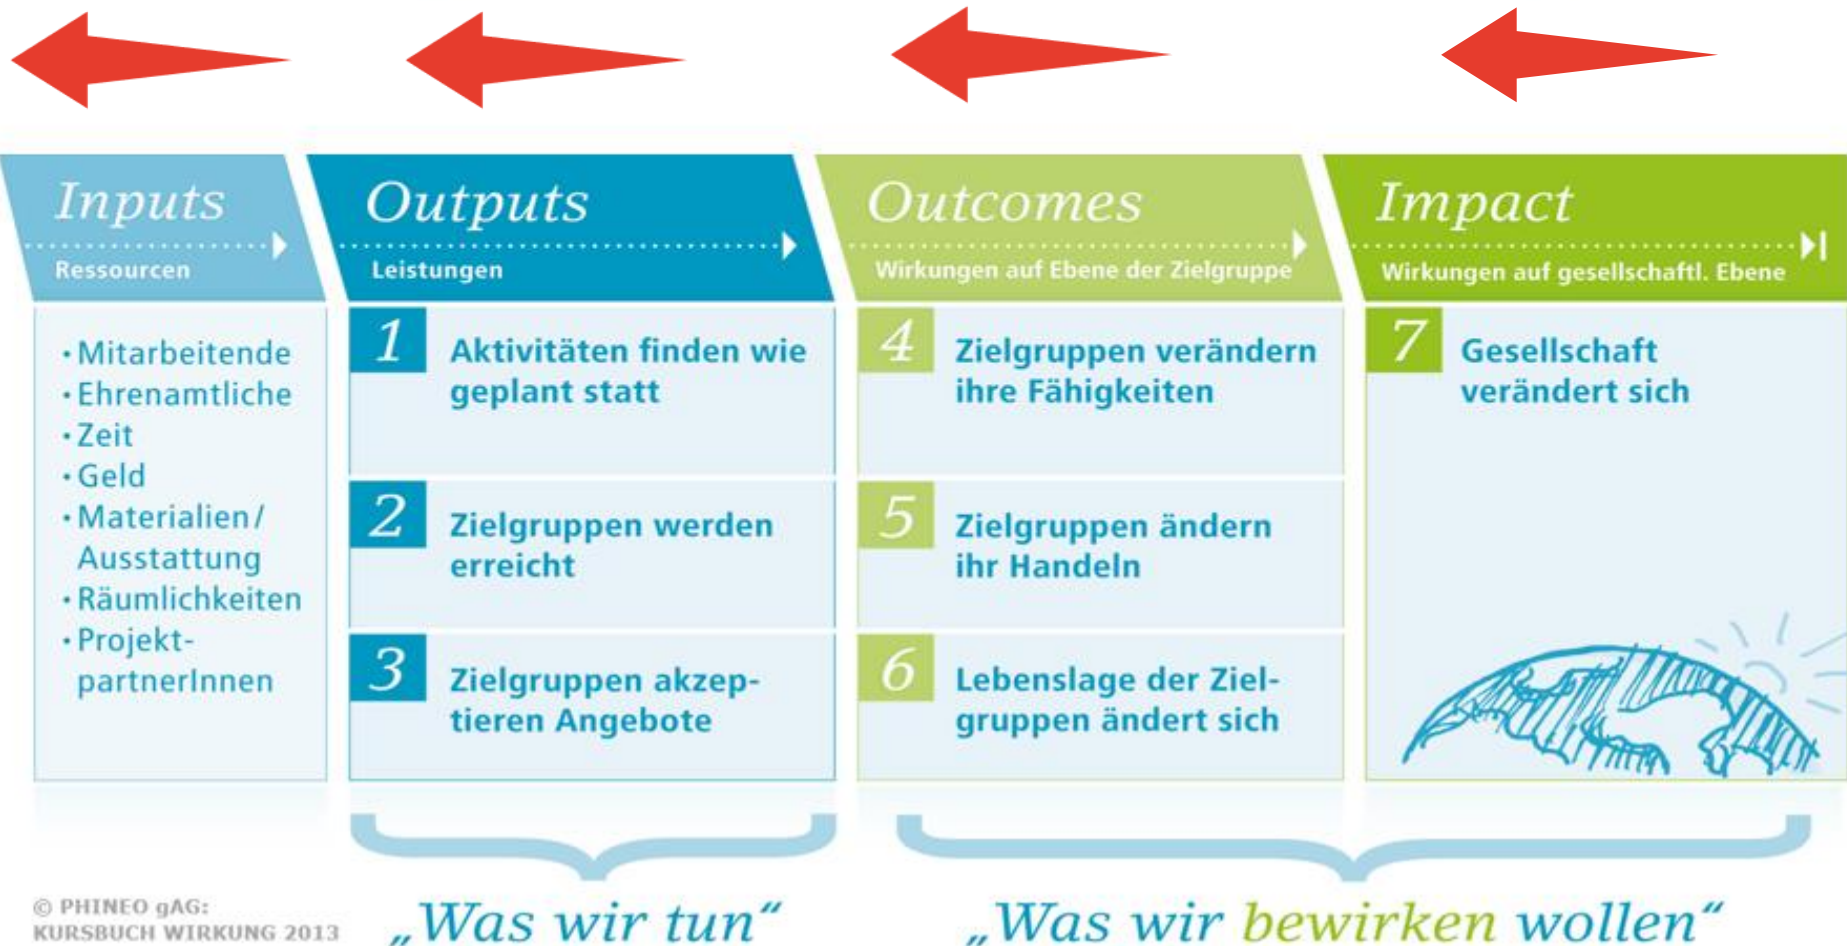 Inputs
Ressourcen
• Mitarbeitende
• Ehrenamtliche
• Zeit
• Geld
• Materialien/
Ausstattung
• Räumlichkeiten
• Projekt-
partnerInnen
Outputs
Leistungen
1 Aktivitäten finden wie
geplant statt
2 Zielgruppen werden
erreicht
3 Zielgruppen akzep-
tieren Angebote
„Was wir tun“
Outcomes
Wirkungen auf Ebene der Zielgruppe
4 Zielgruppen verändern
ihre Fähigkeiten
5 Zielgruppen ändern
ihr Handeln
6 Lebenslage der Ziel-
gruppen ändert sich
Impact
Wirkungen auf gesellschaftl. Ebene
7 Gesellschaft
verändert sich
„Was wir bewirken wollen“
© PHINEO gAG:
KURSBUCH WIRKUNG 2013